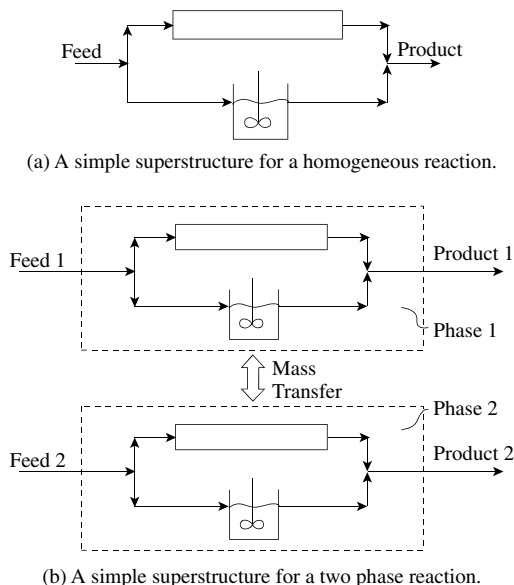 Feed
Product
(a) A simple superstructure for a homogeneous reaction.
Feed 1
Product 1
Phase 1
Mass
Transfer
Phase 2
Feed 2
Product 2
(b) A simple superstructure for a two phase reaction.